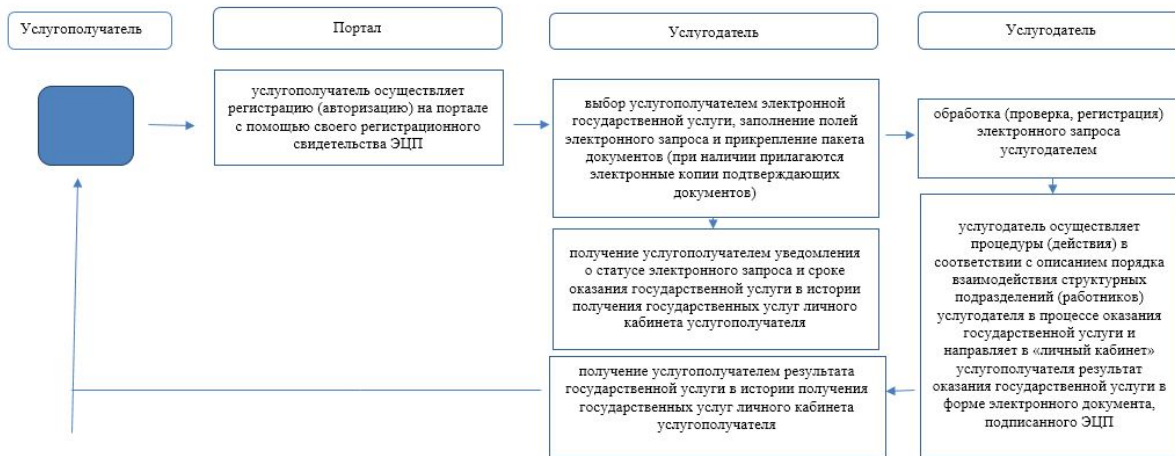 Услугополучатель
Портал
Услугодатель
Услугодатель
услугополучатель осуществляет
регистрацию (авторизацию) на портале
с помощью своего регистрационного
свидетельства ЭЦП
выбор услугополучателем электронной
государственной услуги, заполнение полей
электронного запроса и прикрепление пакета
документов (при наличии прилагаются
электронные копии подтверждающих
документов)
обработка (проверка, регистрация)
электронного запроса
услугодателем
получение услугополучателем уведомления
о статусе электронного запроса и сроке
оказания государственной услуги в истории
получения государственных услуг личного
кабинета услугополучателя
услугодатель осуществляет
процедуры (действия) в
соответствии с описанием порядка
взаимодействия структурных
подразделений (работников)
услугодателя в процессе оказания
государственной услуги и
направляет в «личный кабинет»
услугополучателя результат
оказания государственной услуги в
форме электронного документа,
подписанного ЭЦП
получение услугополучателем результата
государственной услуги в истории получения
государственных услуг личного кабинета
услугополучателя